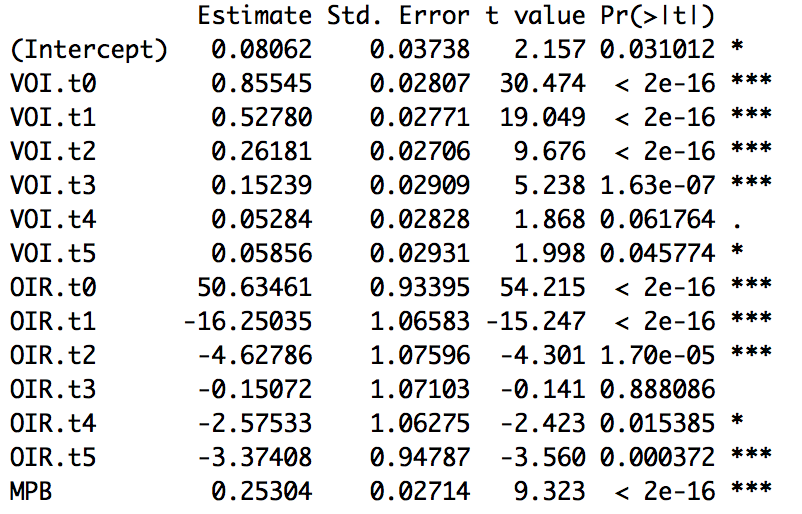 Estimate Std. Error t value Pr(>|t|)
(Intercept) 0.08062 0.03738 2.157 0.031012 *
VOI.t0 0.85545 0.02807 30.474 < 2e-16 ***
VOI.t1 0.52780 0.02771 19.049 < 2e-16 ***
VOI.t2 0.26181 0.02706 9.676 < 2e-16 ***
VOI.t3 0.15239 0.02909 5.238 1.63e-07 ***
VOI.t4 0.05284 0.02828 1.868 0.061764 .
VOI.t5 0.05856 0.02931 1.998 0.045774 *
OIR.t0 50.63461 0.93395 54.215 < 2e-16 ***
OIR.t1 -16.25035 1.06583 -15.247 < 2e-16 ***
OIR.t2 -4.62786 1.07596 -4.301 1.70e-05 ***
OIR.t3 -0.15072 1.07103 -0.141 0.888086
OIR.t4 -2.57533 1.06275 -2.423 0.015385 *
OIR.t5 -3.37408 0.94787 -3.560 0.000372 ***
MPB 0.25304 0.02714 9.323 < 2e-16 ***